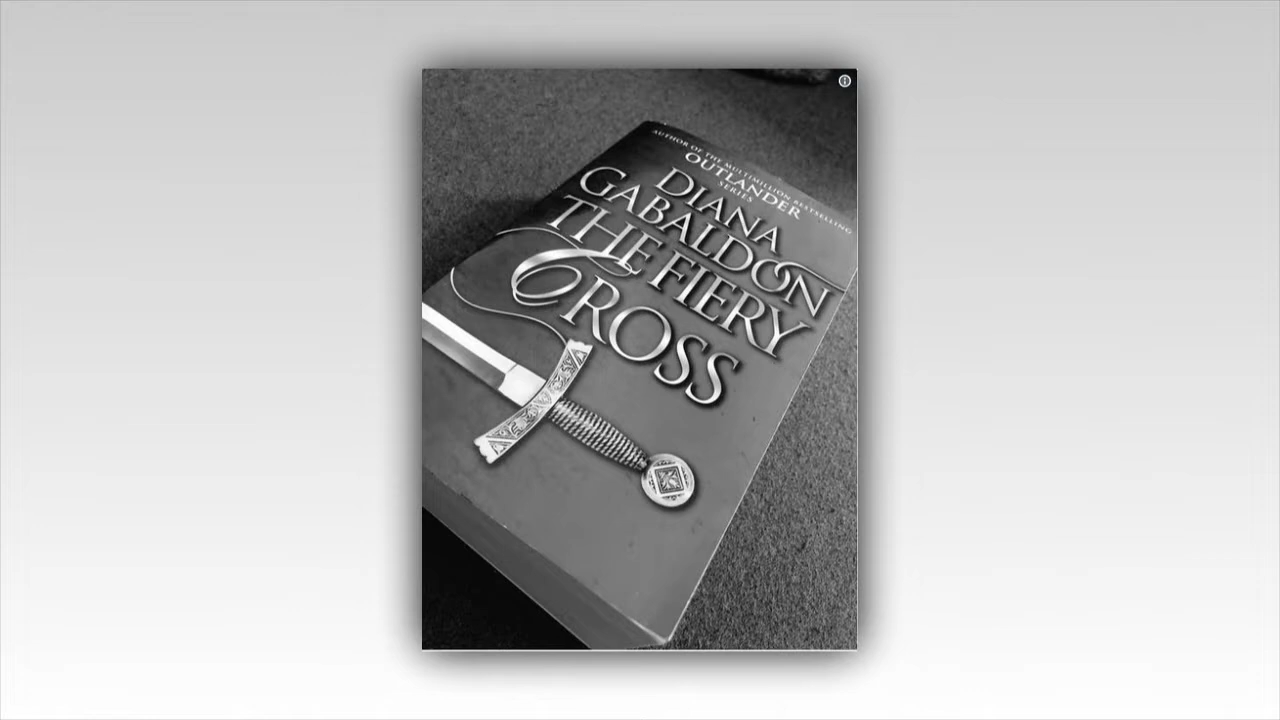 AUTHOR OF THE MULTIMILLION BESTSELLING
OUTLANDER
SERIES
DIANA
GABALDON
THE FIERY
CROSS